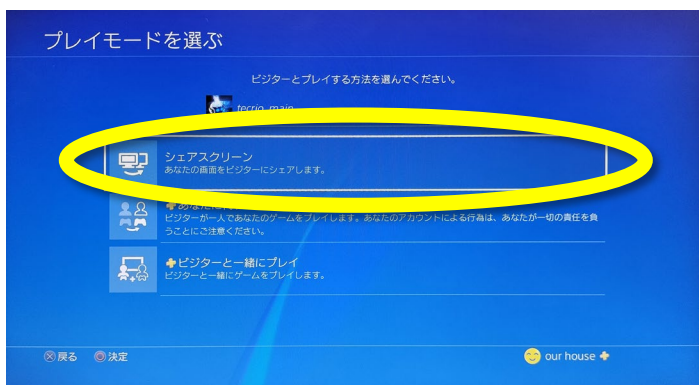 プレイモードを選ぶ
ビジターとプレイする方法を選んでください。
tecrio_main
シェアスクリーン
あなたの画面をビジターにシェアします。
ビジターが一人であなたのゲームをプレイします。あなたのアカウントによる行為は、あなたが一切の責任を負
うことにご注意ください。
ビジターと一緒にプレイ
ビジターと一緒にゲームをプレイします。
戻る 決定
our house